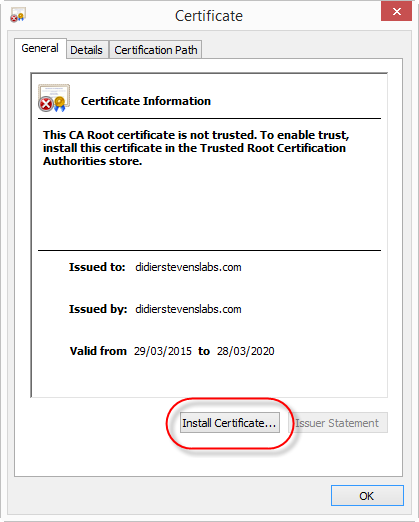 Certificate
General Details Certification Path
Certificate Information
This CA Root certificate is not trusted. To enable trust,
install this certificate in the Trusted Root Certification
Authorities store.
Issued to: didierstevenslabs.com
Issued by: didierstevenslabs.com
Valid from 29/03/2015 to 28/03/2020
Install Certificate... Issuer Statement
OK